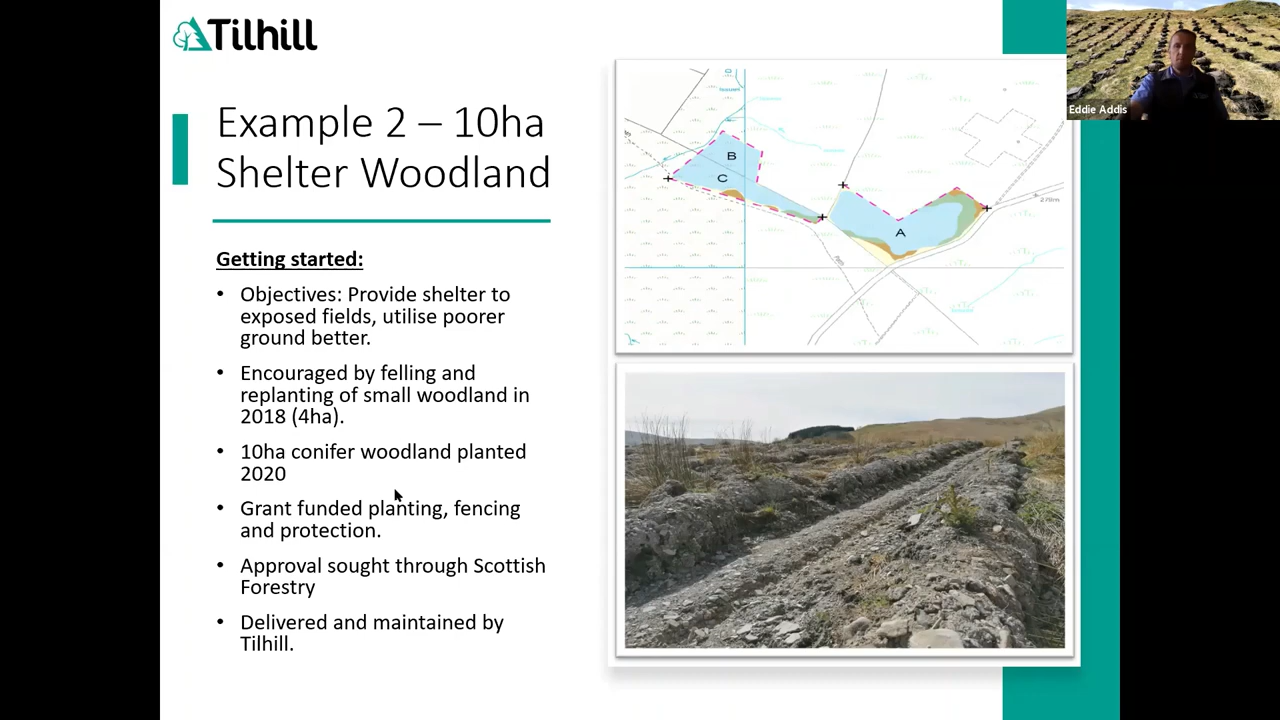 Tilhill
Eddie Addis
Example 2 – 10ha
Shelter Woodland
Getting started:
• Objectives: Provide shelter to
exposed fields, utilise poorer
ground better.
• Encouraged by felling and
replanting of small woodland in
2018 (4ha).
• 10ha conifer woodland planted
2020
• Grant funded planting, fencing
and protection.
• Approval sought through Scottish
Forestry
• Delivered and maintained by
Tilhill.
B
C
A
278m